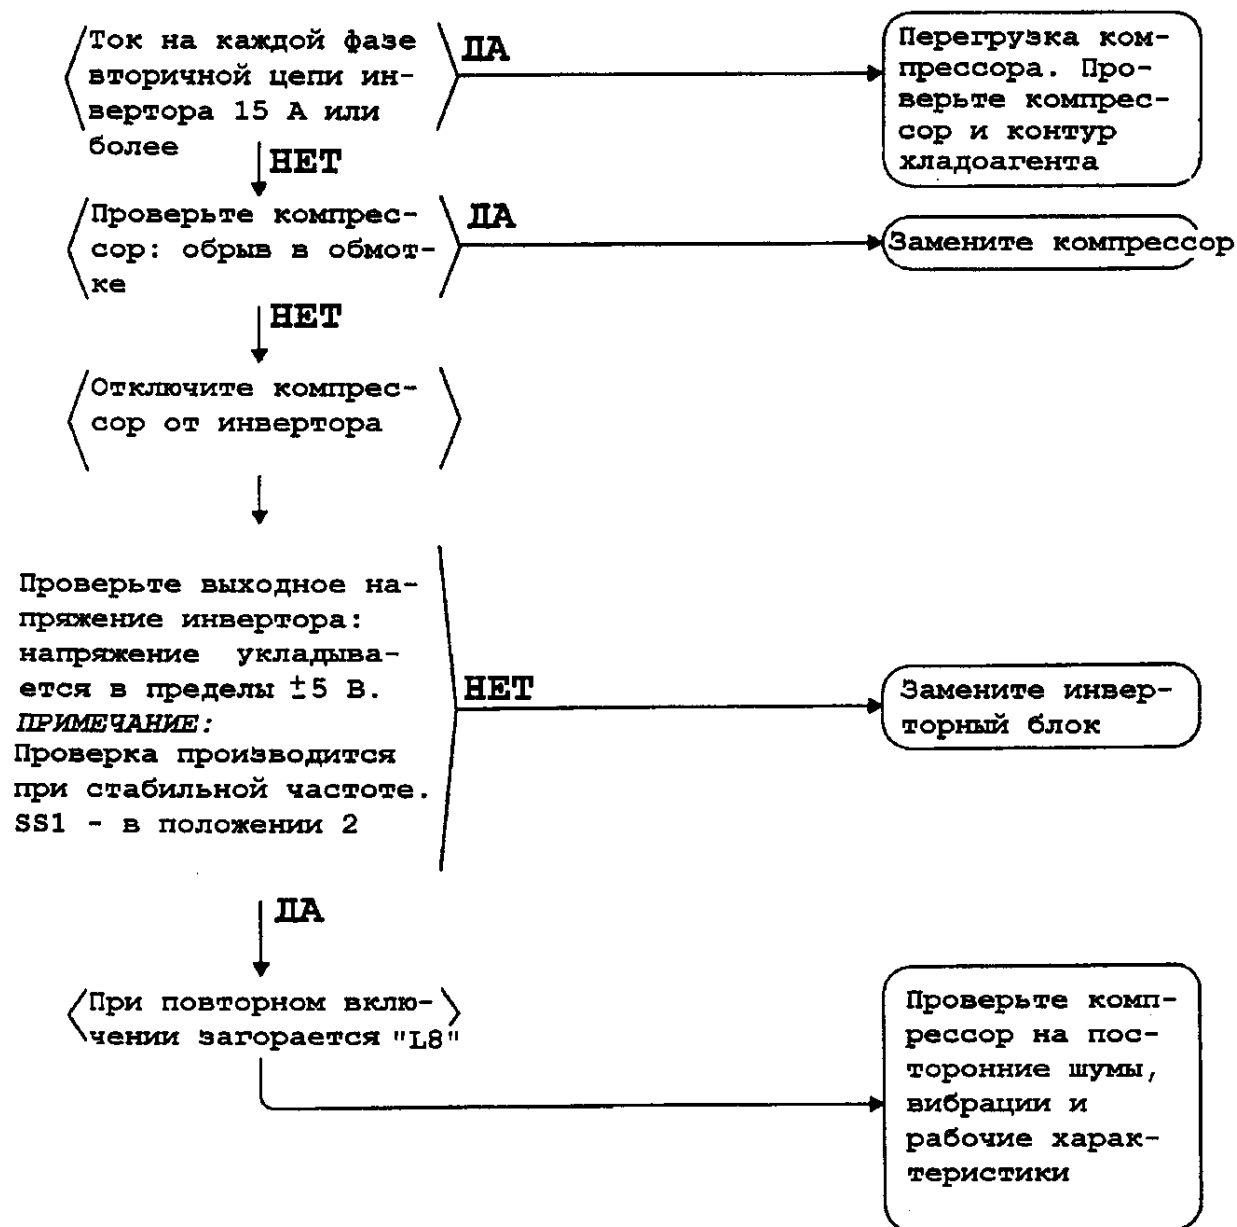 Ток на каждой фазе
вторичной цепи ин-
вертора 15 А или
более
ДА
Перегрузка ком-
прессора. Про-
верьте компрес-
сор и контур
хладоагента
НЕТ
Проверьте компрес-
сор: обрыв в обмот-
ке
ДА
Замените компрессор
НЕТ
Отключите компрес-
сор от инвертора
Проверьте выходное на-
пряжение инвертора:
напряжение укладыва-
ется в пределы ±5 В.
ПРИМЕЧАНИЕ:
Проверка производится
при стабильной частоте.
SS1 - в положении 2
НЕТ
Замените инвер-
торный блок
ДА
При повторном вклю-
чении загорается "L8"
Проверьте комп-
рессор на пос-
торонние шумы,
вибрации и
рабочие харак-
теристики